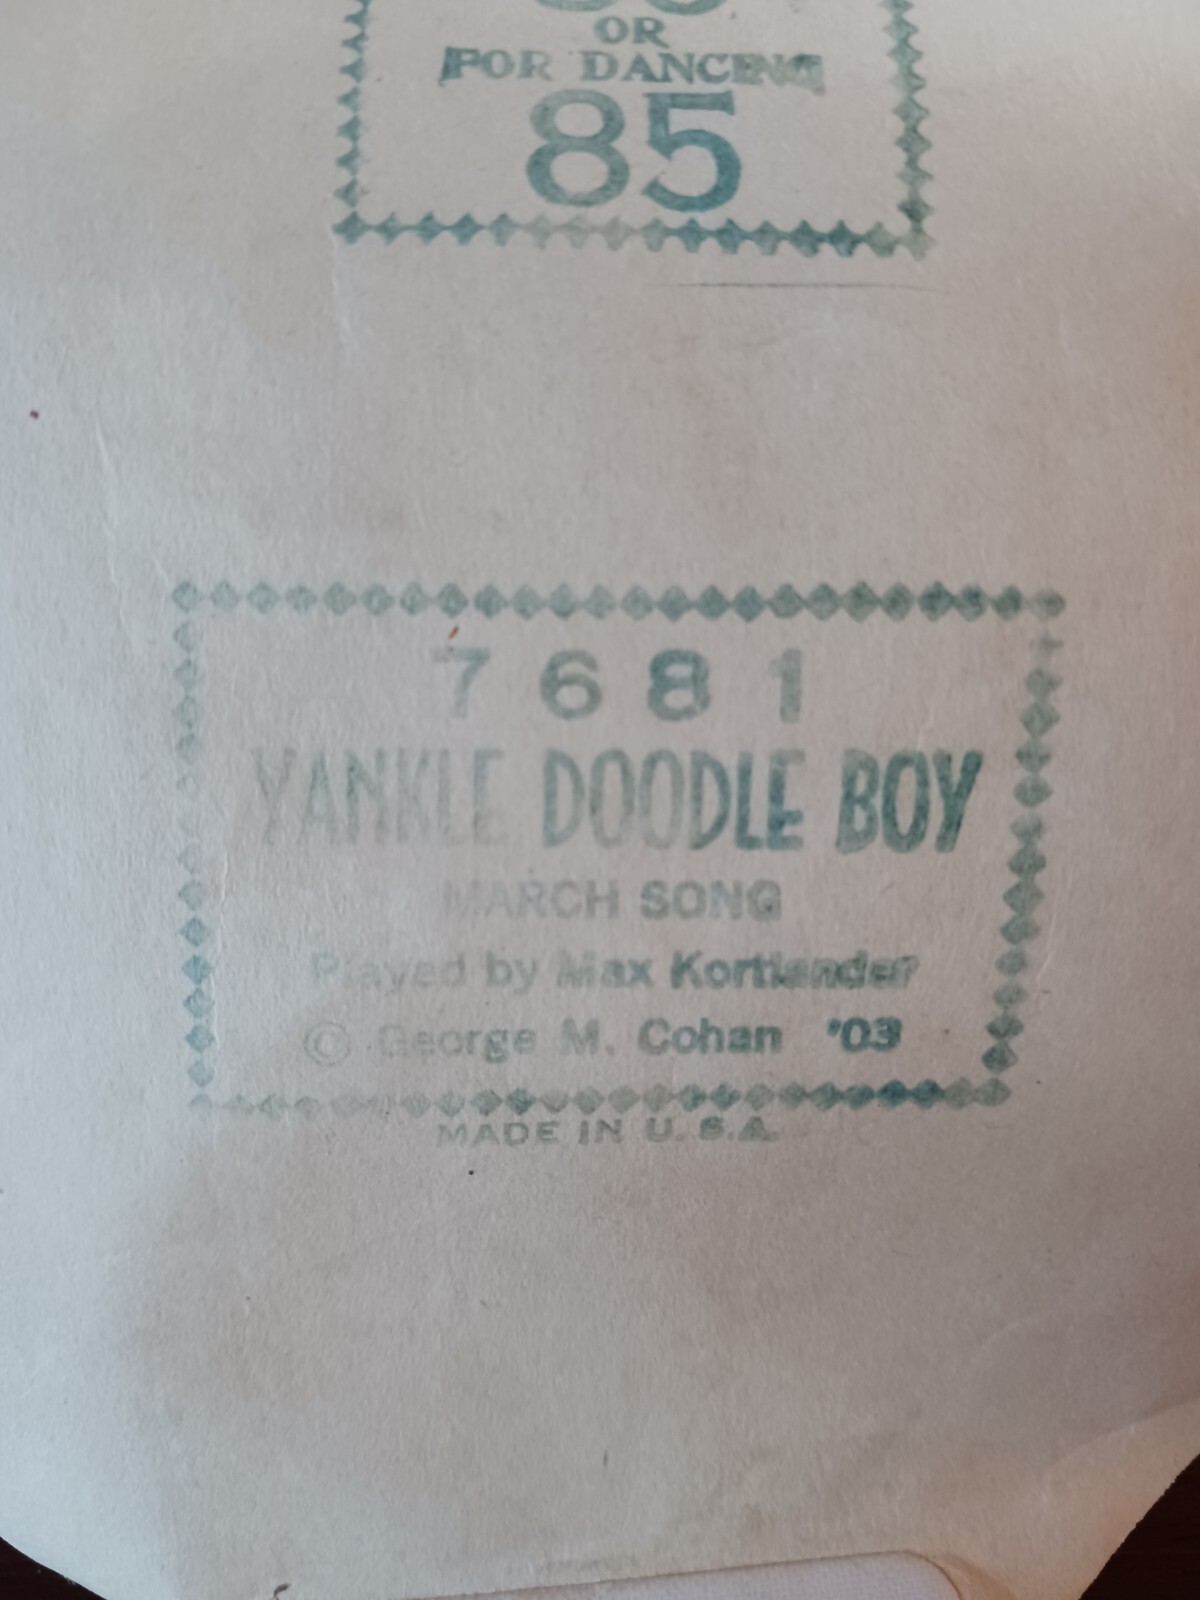 OR
FOR DANCING
85
7681
YANKEE DOODLE BOY
MARCH SONG
Played by Max Kortlander
© George M. Cohan '03
MADE IN U.S.A.